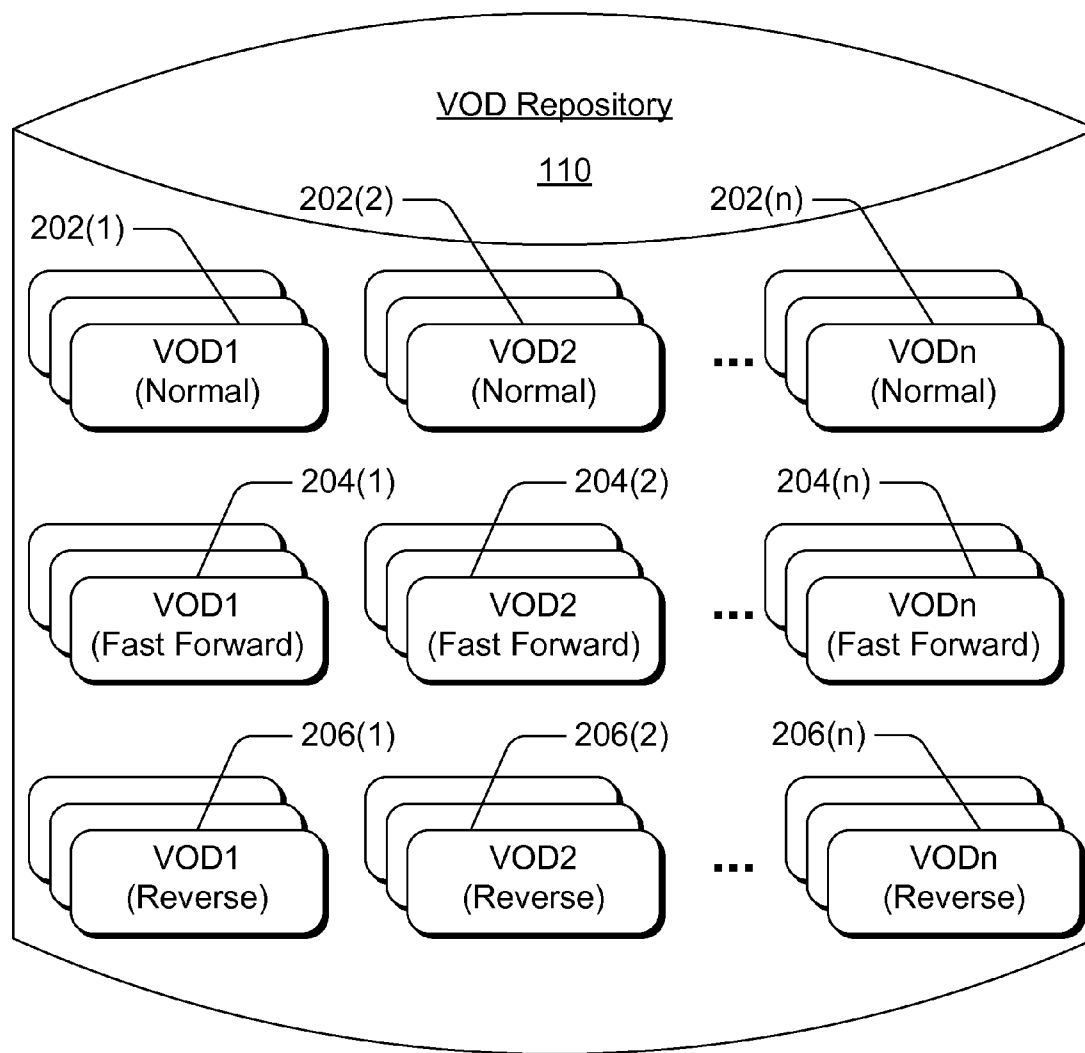 VOD Repository
110
202(1)
202(2)
202(n)
VOD1
(Normal)
VOD2
(Normal)
...
VODn
(Normal)
204(1)
204(2)
204(n)
VOD1
(Fast Forward)
VOD2
(Fast Forward)
...
VODn
(Fast Forward)
206(1)
206(2)
206(n)
VOD1
(Reverse)
VOD2
(Reverse)
...
VODn
(Reverse)